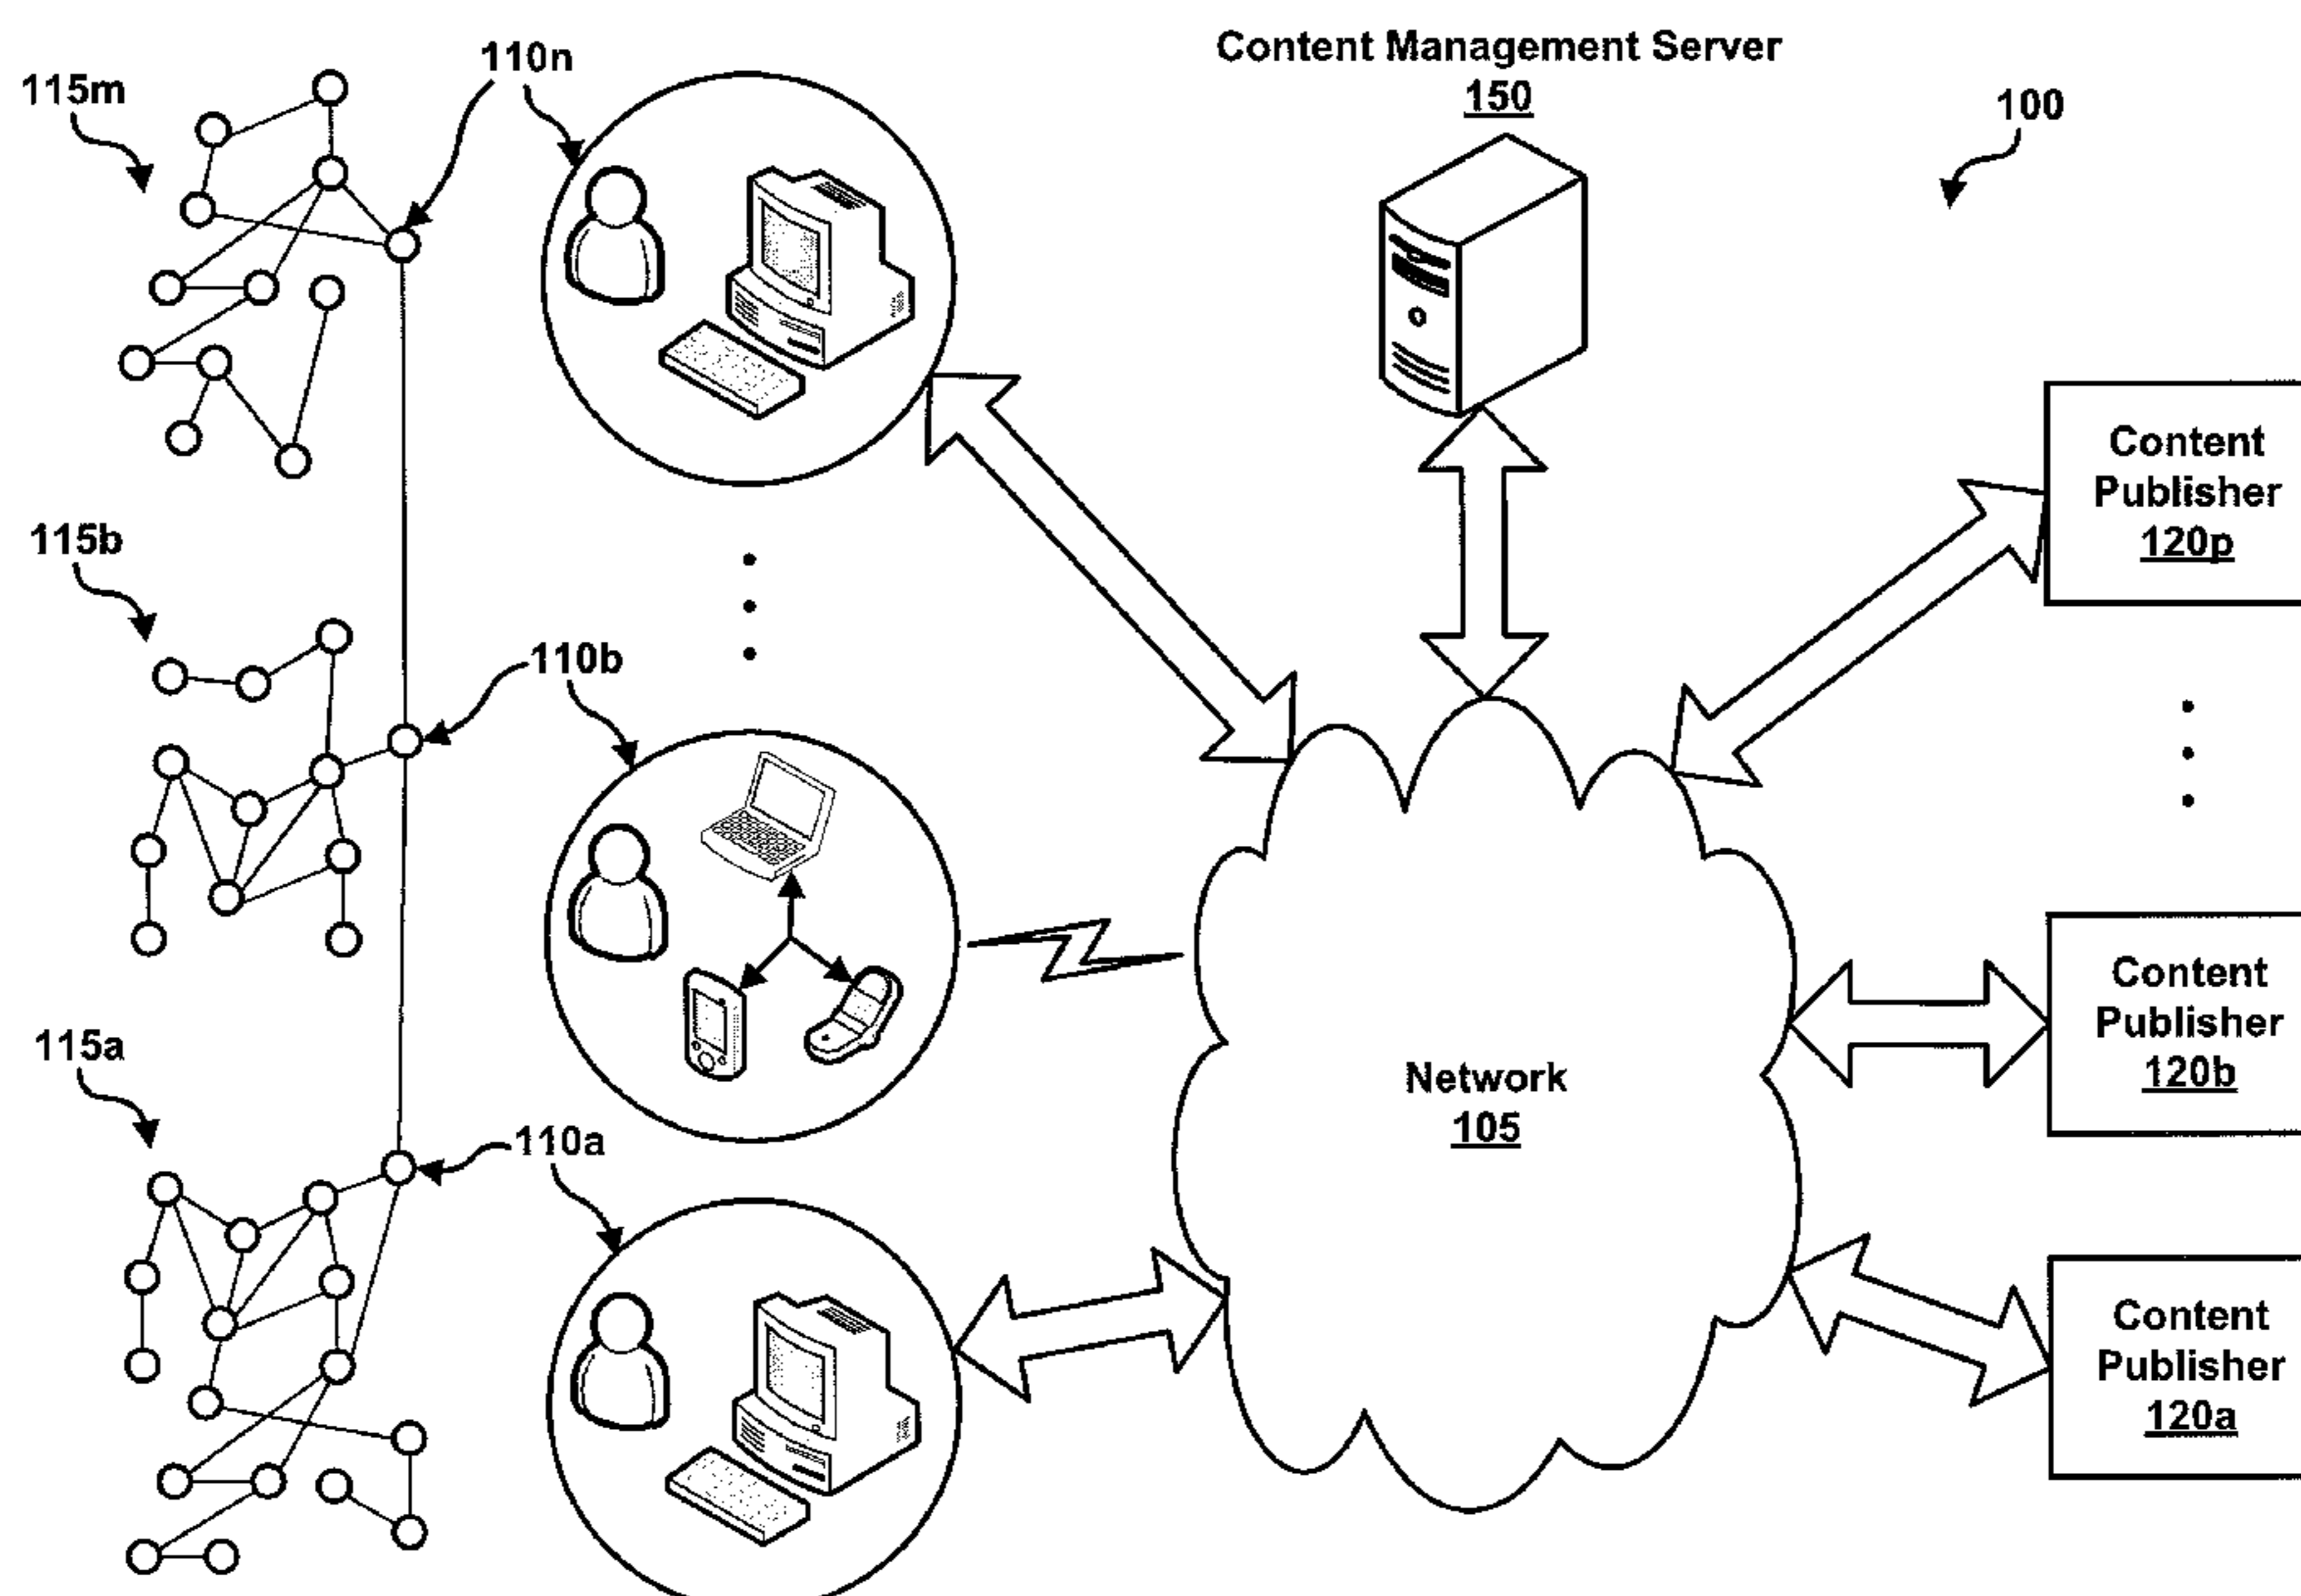 Content Management Server
150
100
110n
115m
Content
Publisher
120p
115b
110b
Content
Publisher
120b
115a
110a
Network
105
Content
Publisher
120a